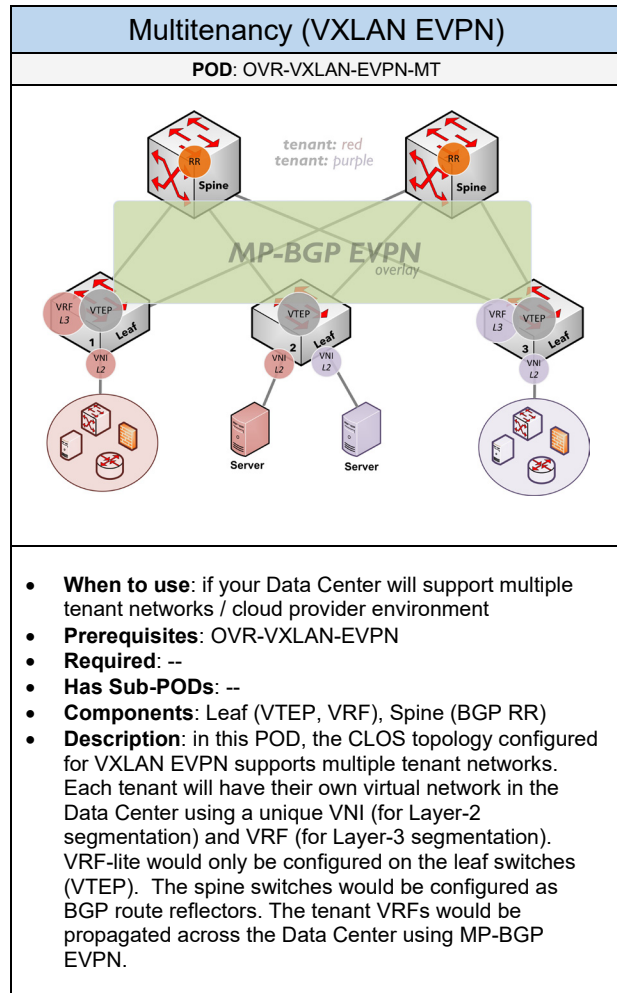 Multitenancy (VXLAN EVPN)
POD: OVR-VXLAN-EVPN-MT
tenant: red
tenant: purple
RR
Spine
RR
Spine
MP-BGP EVPN
overlay
VRF
L3
VTEP
1
Leaf
VNI
L2
VTEP
2
Leaf
VNI
L2
VNI
L2
VRF
L3
VTEP
3
Leaf
VNI
L2
Server
Server
• When to use: if your Data Center will support multiple
tenant networks / cloud provider environment
• Prerequisites: OVR-VXLAN-EVPN
• Required: --
• Has Sub-PODs: --
• Components: Leaf (VTEP, VRF), Spine (BGP RR)
• Description: in this POD, the CLOS topology configured
for VXLAN EVPN supports multiple tenant networks.
Each tenant will have their own virtual network in the
Data Center using a unique VNI (for Layer-2
segmentation) and VRF (for Layer-3 segmentation).
VRF-lite would only be configured on the leaf switches
(VTEP).  The spine switches would be configured as
BGP route reflectors. The tenant VRFs would be
propagated across the Data Center using MP-BGP
EVPN.